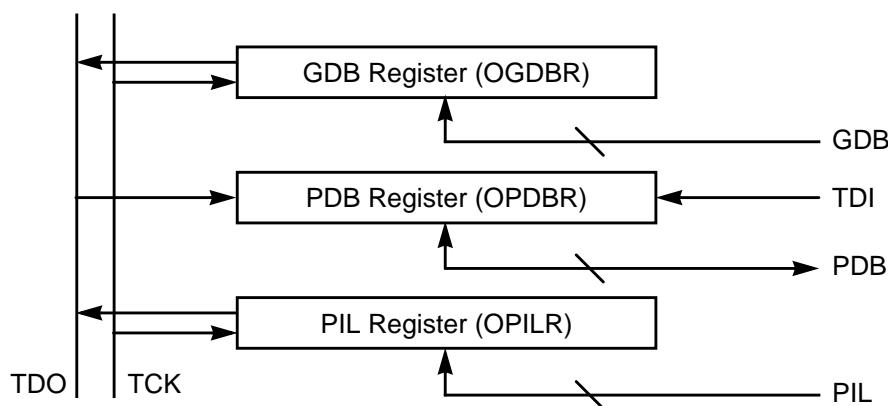 GDB Register (OGDBR)
GDB
PDB Register (OPDBR)
TDI
PDB
PIL Register (OPILR)
TDO
TCK
PIL